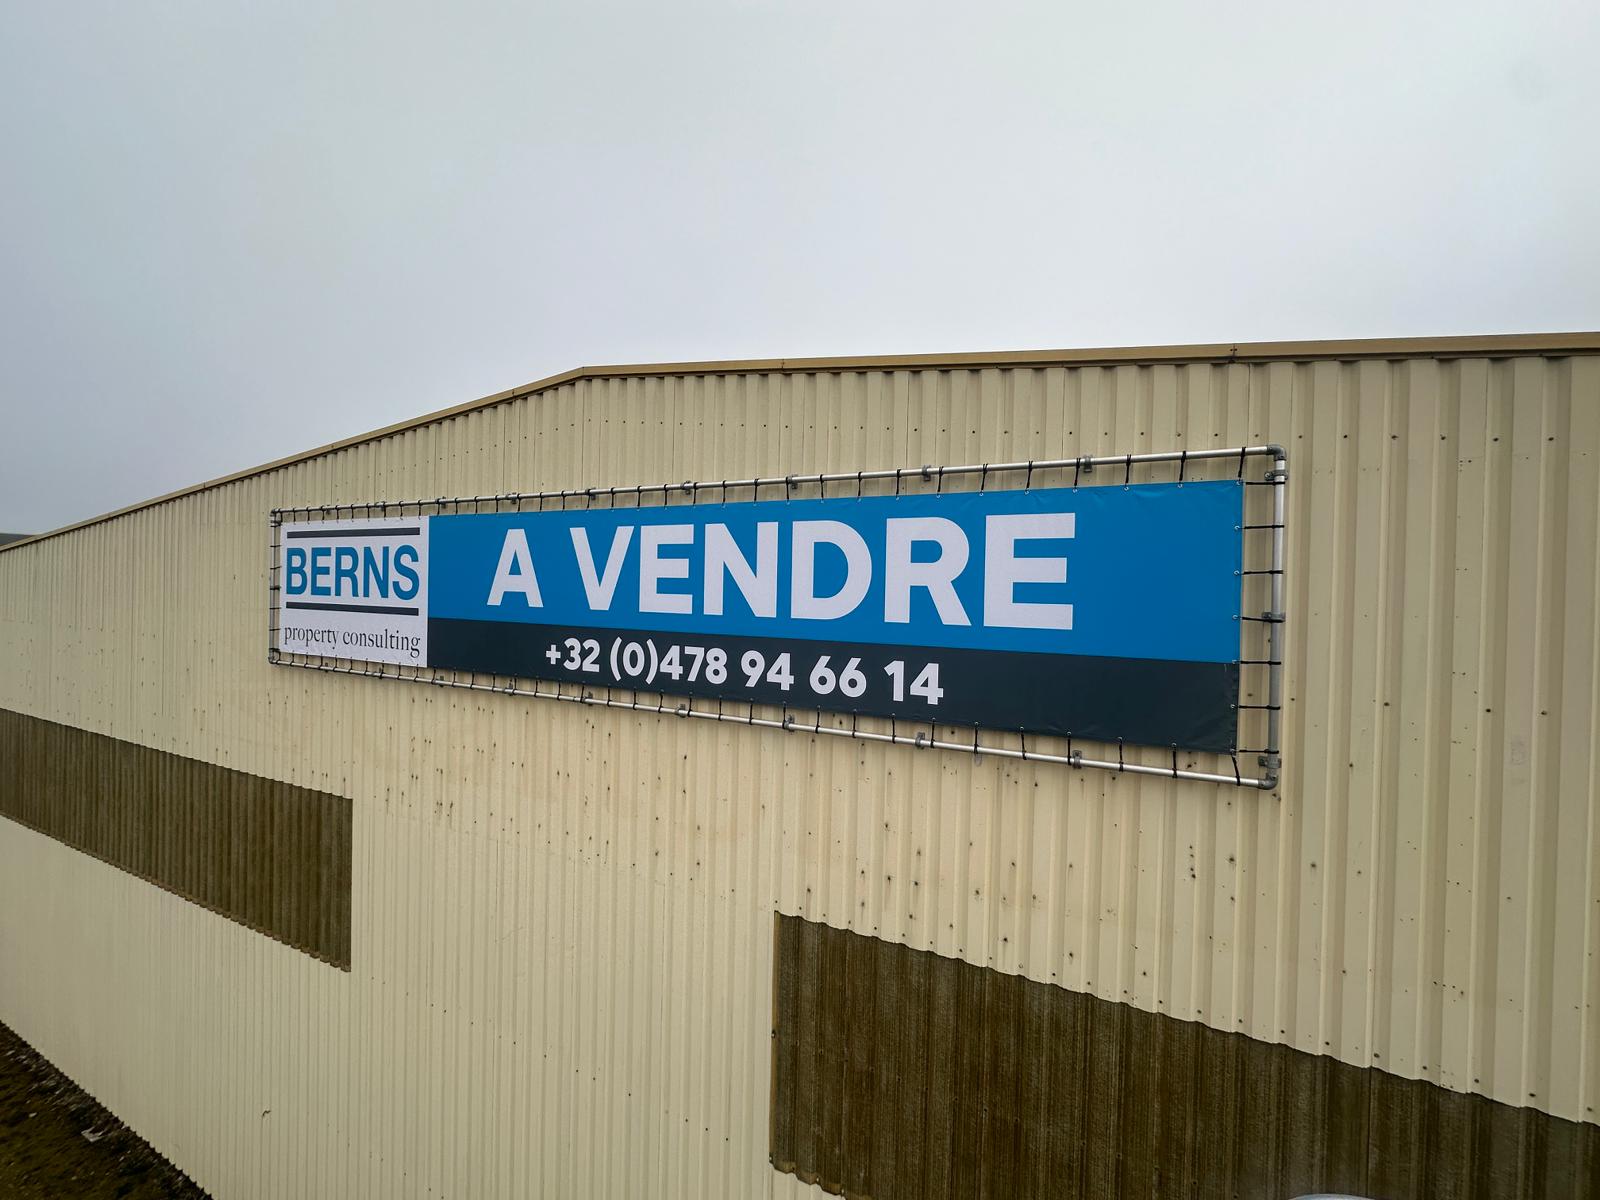 BERNS
property consulting
A VENDRE
+32 (0)478 94 66 14